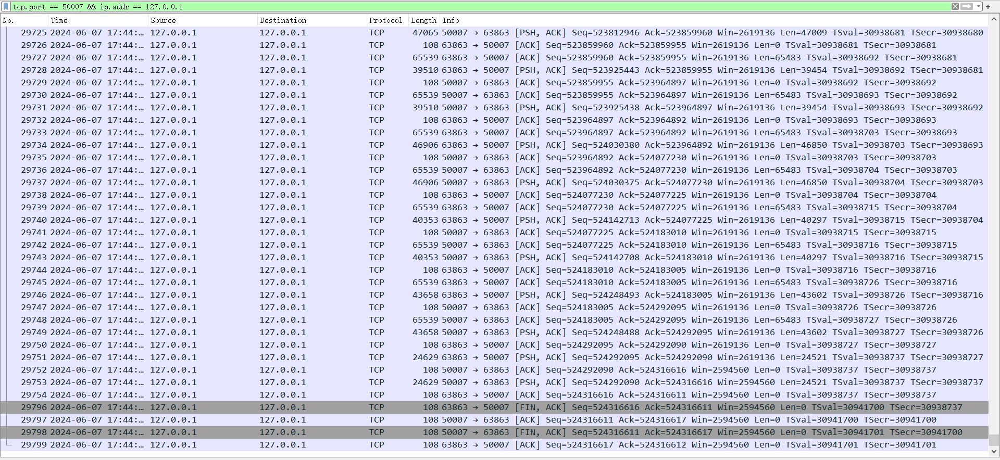 tcp.port == 50007 && ip.addr == 127.0.0.1
No. Time Source Destination Protocol Length Info
29725 2024-06-07 17:44:… 127.0.0.1 127.0.0.1 TCP 47065 50007 → 63863 [PSH, ACK] Seq=523812946 Ack=523859960 Win=2619136 Len=47009 TSval=30938681 TSecr=30938680
29726 2024-06-07 17:44:… 127.0.0.1 127.0.0.1 TCP 108 63863 → 50007 [ACK] Seq=523859960 Ack=523859955 Win=2619136 Len=0 TSval=30938681 TSecr=30938681
29727 2024-06-07 17:44:… 127.0.0.1 127.0.0.1 TCP 65539 63863 → 50007 [ACK] Seq=523859960 Ack=523859955 Win=2619136 Len=65483 TSval=30938692 TSecr=30938681
29728 2024-06-07 17:44:… 127.0.0.1 127.0.0.1 TCP 39510 63863 → 50007 [PSH, ACK] Seq=523925443 Ack=523859955 Win=2619136 Len=39454 TSval=30938692 TSecr=30938681
29729 2024-06-07 17:44:… 127.0.0.1 127.0.0.1 TCP 108 50007 → 63863 [ACK] Seq=523859955 Ack=523964897 Win=2619136 Len=0 TSval=30938692 TSecr=30938692
29730 2024-06-07 17:44:… 127.0.0.1 127.0.0.1 TCP 65539 50007 → 63863 [ACK] Seq=523859955 Ack=523964897 Win=2619136 Len=65483 TSval=30938693 TSecr=30938692
29731 2024-06-07 17:44:… 127.0.0.1 127.0.0.1 TCP 39510 50007 → 63863 [PSH, ACK] Seq=523925438 Ack=523964897 Win=2619136 Len=39454 TSval=30938693 TSecr=30938692
29732 2024-06-07 17:44:… 127.0.0.1 127.0.0.1 TCP 108 63863 → 50007 [ACK] Seq=523964897 Ack=523964892 Win=2619136 Len=0 TSval=30938693 TSecr=30938693
29733 2024-06-07 17:44:… 127.0.0.1 127.0.0.1 TCP 65539 63863 → 50007 [ACK] Seq=523964897 Ack=523964892 Win=2619136 Len=65483 TSval=30938703 TSecr=30938693
29734 2024-06-07 17:44:… 127.0.0.1 127.0.0.1 TCP 46906 63863 → 50007 [PSH, ACK] Seq=524030380 Ack=523964892 Win=2619136 Len=46850 TSval=30938703 TSecr=30938693
29735 2024-06-07 17:44:… 127.0.0.1 127.0.0.1 TCP 108 50007 → 63863 [ACK] Seq=523964892 Ack=524077230 Win=2619136 Len=0 TSval=30938703 TSecr=30938703
29736 2024-06-07 17:44:… 127.0.0.1 127.0.0.1 TCP 65539 50007 → 63863 [ACK] Seq=523964892 Ack=524077230 Win=2619136 Len=65483 TSval=30938704 TSecr=30938703
29737 2024-06-07 17:44:… 127.0.0.1 127.0.0.1 TCP 46906 50007 → 63863 [PSH, ACK] Seq=524030375 Ack=524077230 Win=2619136 Len=46850 TSval=30938704 TSecr=30938703
29738 2024-06-07 17:44:… 127.0.0.1 127.0.0.1 TCP 108 63863 → 50007 [ACK] Seq=524077230 Ack=524077225 Win=2619136 Len=0 TSval=30938704 TSecr=30938704
29739 2024-06-07 17:44:… 127.0.0.1 127.0.0.1 TCP 65539 63863 → 50007 [ACK] Seq=524077230 Ack=524077225 Win=2619136 Len=65483 TSval=30938715 TSecr=30938704
29740 2024-06-07 17:44:… 127.0.0.1 127.0.0.1 TCP 40353 63863 → 50007 [PSH, ACK] Seq=524142713 Ack=524077225 Win=2619136 Len=40297 TSval=30938715 TSecr=30938704
29741 2024-06-07 17:44:… 127.0.0.1 127.0.0.1 TCP 108 50007 → 63863 [ACK] Seq=524077225 Ack=524183010 Win=2619136 Len=0 TSval=30938715 TSecr=30938715
29742 2024-06-07 17:44:… 127.0.0.1 127.0.0.1 TCP 65539 50007 → 63863 [ACK] Seq=524077225 Ack=524183010 Win=2619136 Len=65483 TSval=30938716 TSecr=30938715
29743 2024-06-07 17:44:… 127.0.0.1 127.0.0.1 TCP 40353 50007 → 63863 [PSH, ACK] Seq=524142708 Ack=524183010 Win=2619136 Len=40297 TSval=30938716 TSecr=30938715
29744 2024-06-07 17:44:… 127.0.0.1 127.0.0.1 TCP 108 63863 → 50007 [ACK] Seq=524183010 Ack=524183005 Win=2619136 Len=0 TSval=30938716 TSecr=30938716
29745 2024-06-07 17:44:… 127.0.0.1 127.0.0.1 TCP 65539 63863 → 50007 [ACK] Seq=524183010 Ack=524183005 Win=2619136 Len=65483 TSval=30938726 TSecr=30938716
29746 2024-06-07 17:44:… 127.0.0.1 127.0.0.1 TCP 43658 63863 → 50007 [PSH, ACK] Seq=524248493 Ack=524183005 Win=2619136 Len=43602 TSval=30938726 TSecr=30938716
29747 2024-06-07 17:44:… 127.0.0.1 127.0.0.1 TCP 108 50007 → 63863 [ACK] Seq=524183005 Ack=524292095 Win=2619136 Len=0 TSval=30938726 TSecr=30938726
29748 2024-06-07 17:44:… 127.0.0.1 127.0.0.1 TCP 65539 50007 → 63863 [ACK] Seq=524183005 Ack=524292095 Win=2619136 Len=65483 TSval=30938727 TSecr=30938726
29749 2024-06-07 17:44:… 127.0.0.1 127.0.0.1 TCP 43658 50007 → 63863 [PSH, ACK] Seq=524248488 Ack=524292095 Win=2619136 Len=43602 TSval=30938727 TSecr=30938726
29750 2024-06-07 17:44:… 127.0.0.1 127.0.0.1 TCP 108 63863 → 50007 [ACK] Seq=524292095 Ack=524292090 Win=2619136 Len=0 TSval=30938727 TSecr=30938727
29751 2024-06-07 17:44:… 127.0.0.1 127.0.0.1 TCP 24629 63863 → 50007 [PSH, ACK] Seq=524292095 Ack=524292090 Win=2619136 Len=24521 TSval=30938737 TSecr=30938727
29752 2024-06-07 17:44:… 127.0.0.1 127.0.0.1 TCP 108 50007 → 63863 [ACK] Seq=524292090 Ack=524316616 Win=2594560 Len=0 TSval=30938737 TSecr=30938737
29753 2024-06-07 17:44:… 127.0.0.1 127.0.0.1 TCP 24629 50007 → 63863 [PSH, ACK] Seq=524292090 Ack=524316616 Win=2594560 Len=24521 TSval=30938737 TSecr=30938737
29754 2024-06-07 17:44:… 127.0.0.1 127.0.0.1 TCP 108 63863 → 50007 [ACK] Seq=524316616 Ack=524316611 Win=2594560 Len=0 TSval=30938737 TSecr=30938737
29796 2024-06-07 17:44:… 127.0.0.1 127.0.0.1 TCP 108 63863 → 50007 [FIN, ACK] Seq=524316616 Ack=524316611 Win=2594560 Len=0 TSval=30941700 TSecr=30938737
29797 2024-06-07 17:44:… 127.0.0.1 127.0.0.1 TCP 108 50007 → 63863 [ACK] Seq=524316611 Ack=524316617 Win=2594560 Len=0 TSval=30941700 TSecr=30941700
29798 2024-06-07 17:44:… 127.0.0.1 127.0.0.1 TCP 108 50007 → 63863 [FIN, ACK] Seq=524316611 Ack=524316617 Win=2594560 Len=0 TSval=30941701 TSecr=30941700
29799 2024-06-07 17:44:… 127.0.0.1 127.0.0.1 TCP 108 63863 → 50007 [ACK] Seq=524316617 Ack=524316612 Win=2594560 Len=0 TSval=30941701 TSecr=30941701